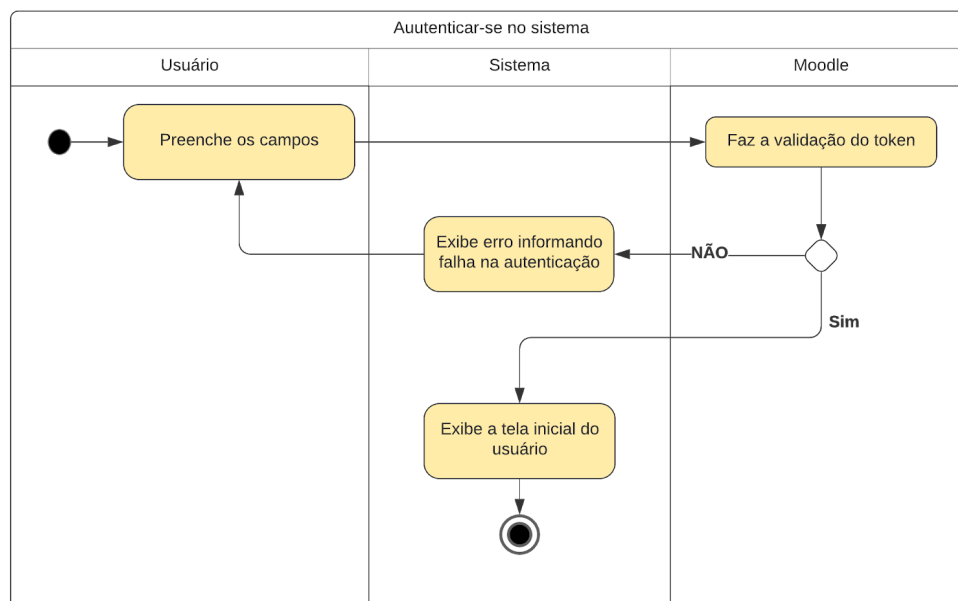 Auutenticar-se no sistema
Usuário
Sistema
Moodle
Preenche os campos
Faz a validação do token
Exibe erro informando
falha na autenticação
NÃO
Sim
Exibe a tela inicial do
usuário